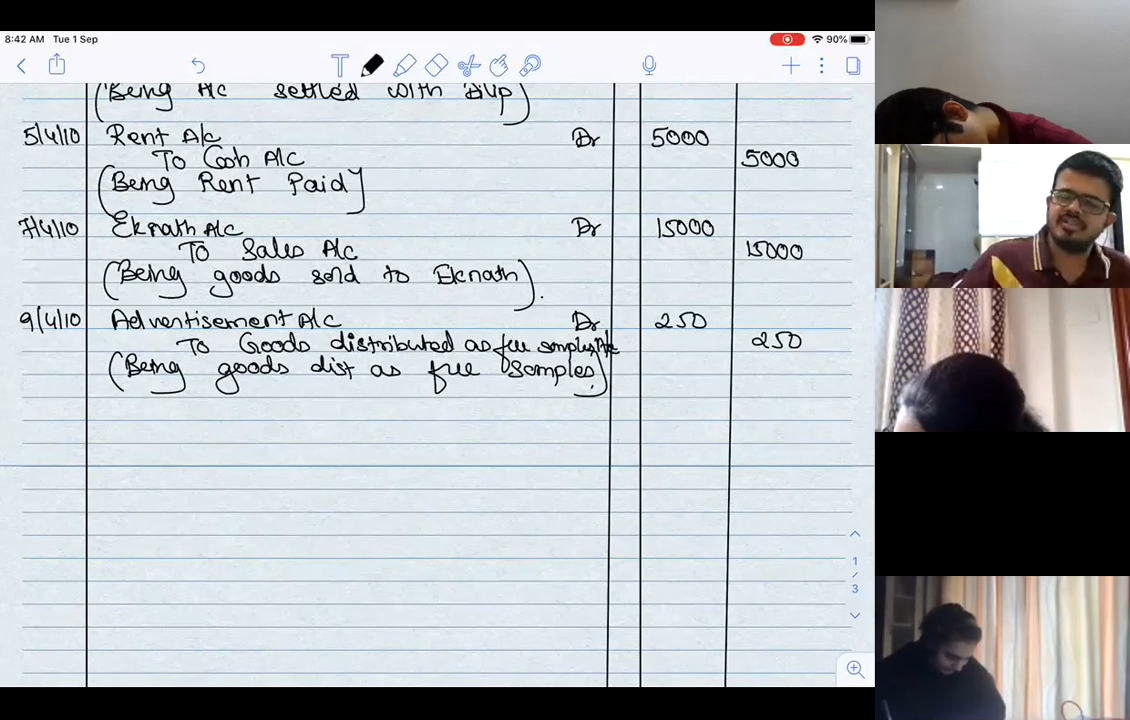 8:42 AM Tue 1 Sep 90%
T
(Being A/c settled with Dilip)
5/4/10 Rent A/c Dr 5000
To Cash A/c 5000
(Being Rent Paid)
7/4/10 Eknath A/c Dr 15000
To Sales A/c 15000
(Being goods sold to Eknath).
9/4/10 Advertisement A/c Dr 250
To Goods distributed as free samples A/c 250
(Being goods dist as free samples.)
1
/
3